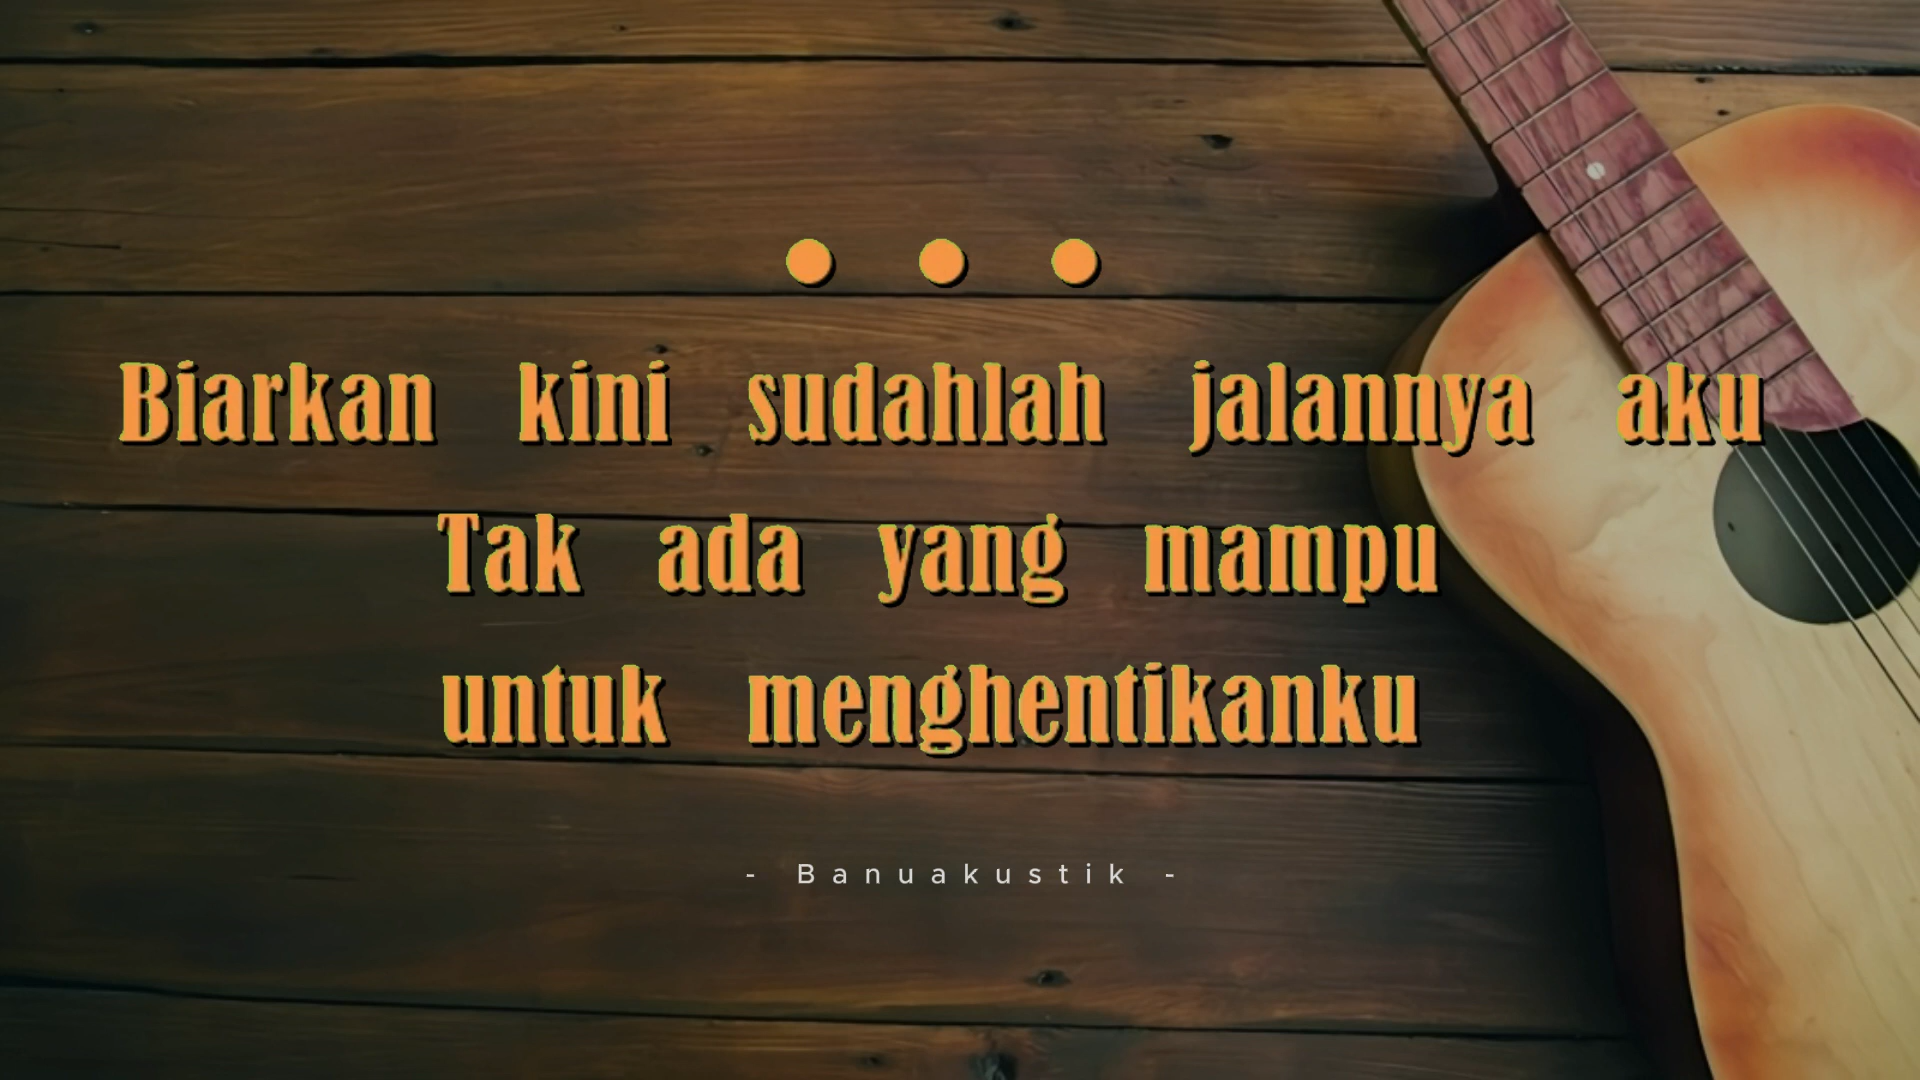 ● ● ●
Biarkan kini sudahlah jalannya aku
Tak ada yang mampu
untuk menghentikanku
- Banuakustik -